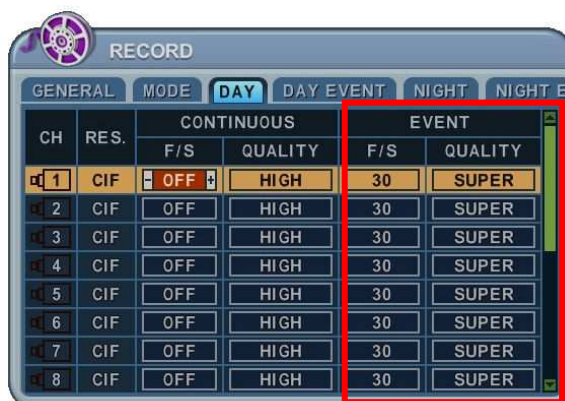 RECORD
GENERAL MODE DAY DAY EVENT NIGHT NIGHT E
CH RES. CONTINUOUS EVENT
F/S QUALITY F/S QUALITY
1 CIF - OFF + HIGH 30 SUPER
2 CIF OFF HIGH 30 SUPER
3 CIF OFF HIGH 30 SUPER
4 CIF OFF HIGH 30 SUPER
5 CIF OFF HIGH 30 SUPER
6 CIF OFF HIGH 30 SUPER
7 CIF OFF HIGH 30 SUPER
8 CIF OFF HIGH 30 SUPER